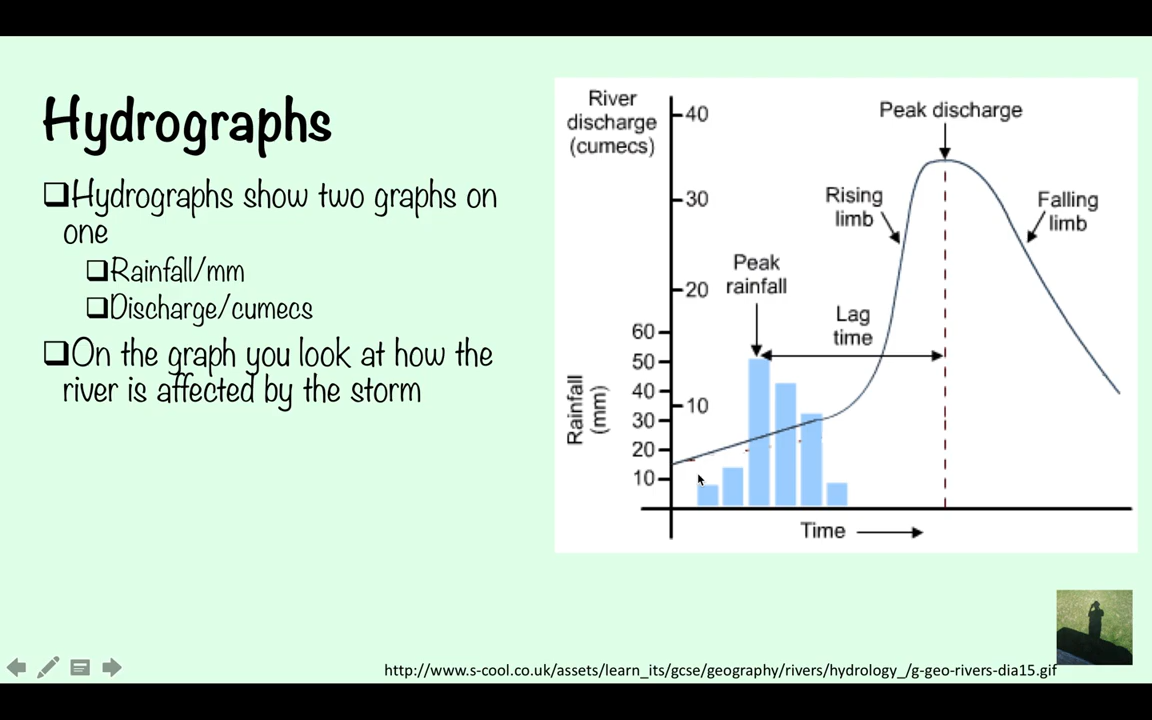 Hydrographs
Hydrographs show two graphs on
one
Rainfall/mm
Discharge/cumecs
On the graph you look at how the
river is affected by the storm
River
discharge
(cumecs)
40
30
20
10
Peak discharge
Rising
limb
Falling
limb
Peak
rainfall
Lag
time
60
50
40
30
20
10
Rainfall
(mm)
Time
http://www.s-cool.co.uk/assets/learn_its/gcse/geography/rivers/hydrology_/g-geo-rivers-dia15.gif